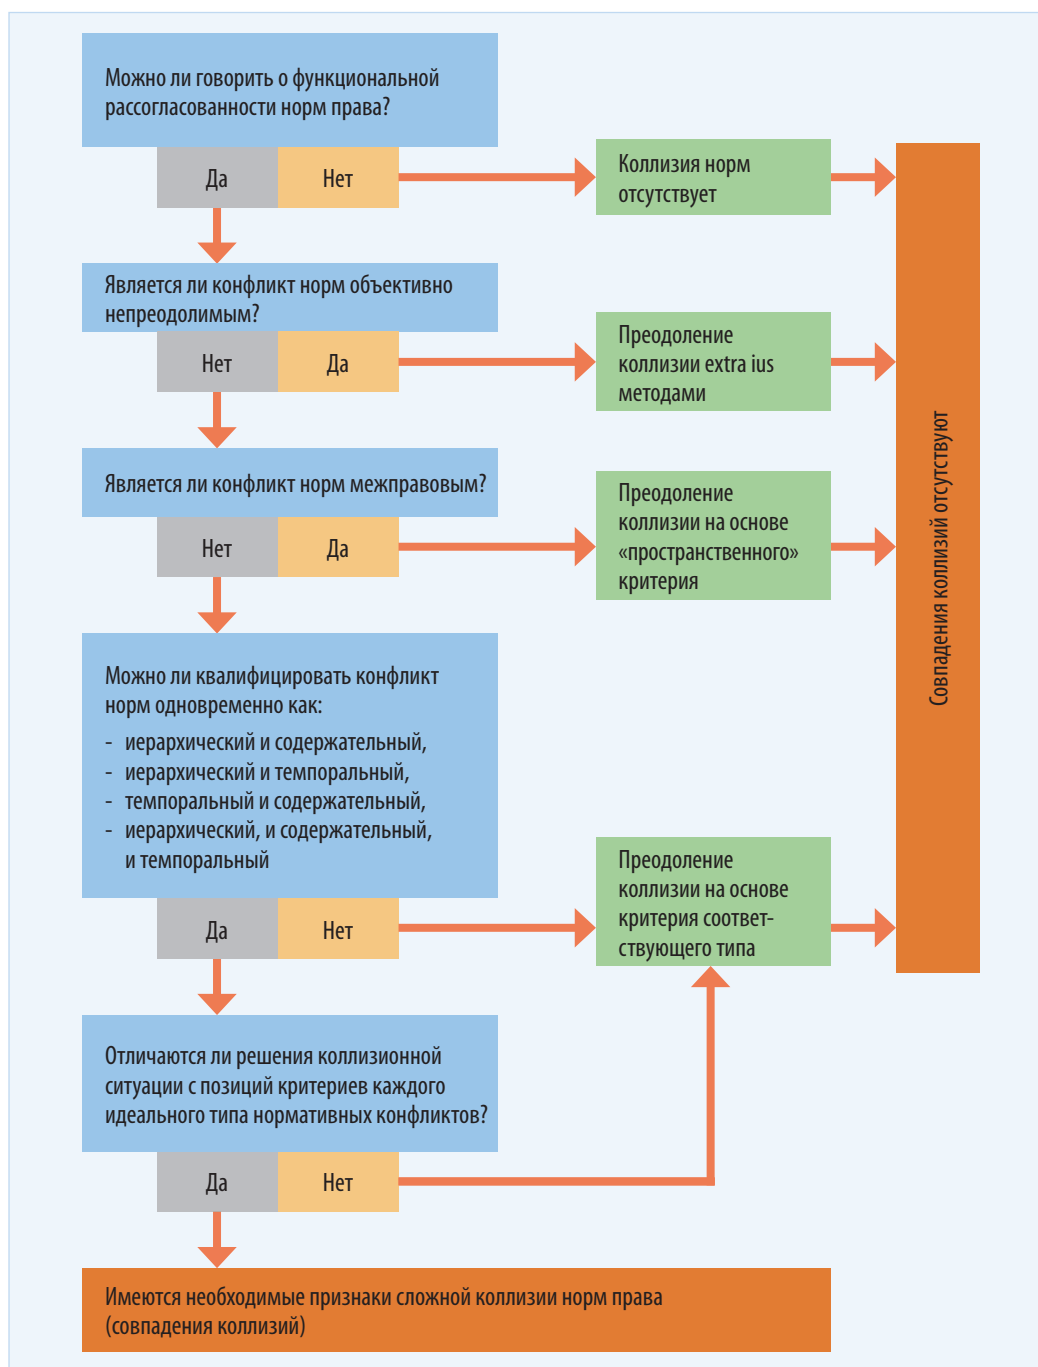 Можно ли говорить о функциональной
рассогласованности норм права?
Да
Нет
Коллизия норм
отсутствует
Является ли конфликт норм объективно
непреодолимым?
Нет
Да
Преодоление
коллизии extra ius
методами
Является ли конфликт норм межправовым?
Нет
Да
Преодоление
коллизии на основе
«пространственного»
критерия
Можно ли квалифицировать конфликт
норм одновременно как:
- иерархический и содержательный,
- иерархический и темпоральный,
- темпоральный и содержательный,
- иерархический, и содержательный,
и темпоральный
Да
Нет
Преодоление
коллизии на основе
критерия соответ-
ствующего типа
Отличаются ли решения коллизионной
ситуации с позиций критериев каждого
идеального типа нормативных конфликтов?
Да
Нет
Имеются необходимые признаки сложной коллизии норм права
(совпадения коллизий)
Совпадения коллизий отсутствуют